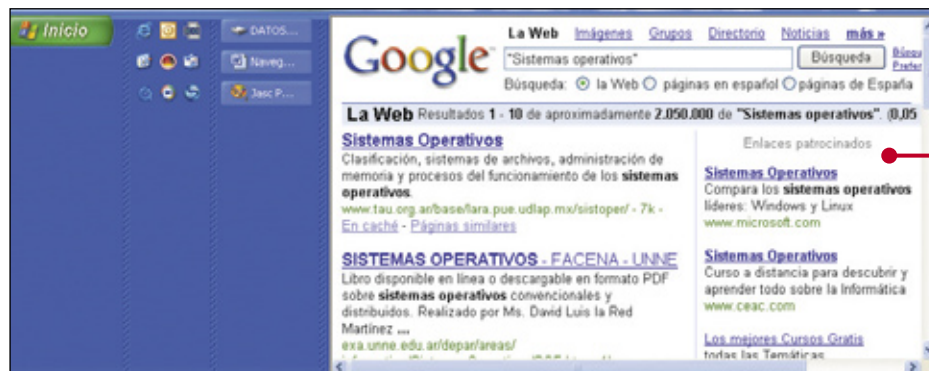 Inicio
DATOS...
Naveg...
Jasc P...
Google
La Web Imágenes Grupos Directorio Noticias más »
"Sistemas operativos" Búsqueda
Búsqueda: la Web páginas en español páginas de España
La Web Resultados 1 - 10 de aproximadamente 2.050.000 de "Sistemas operativos". (0,05
Sistemas Operativos
Clasificación, sistemas de archivos, administración de
memoria y procesos del funcionamiento de los sistemas
operativos.
www.tau.org.ar/base/lara.pue.udlap.mx/sistoper/ - 7k -
En caché - Páginas similares
SISTEMAS OPERATIVOS - FACENA - UNNE
Libro disponible en línea o descargable en formato PDF
sobre sistemas operativos convencionales y
distribuidos. Realizado por Ms. David Luis la Red
Martínez ...
exa.unne.edu.ar/depar/areas/
Enlaces patrocinados
Sistemas Operativos
Compara los sistemas operativos
líderes: Windows y Linux
www.microsoft.com
Sistemas Operativos
Curso a distancia para descubrir y
aprender todo sobre la Informática
www.ceac.com
Los mejores Cursos Gratis
todas las Temáticas